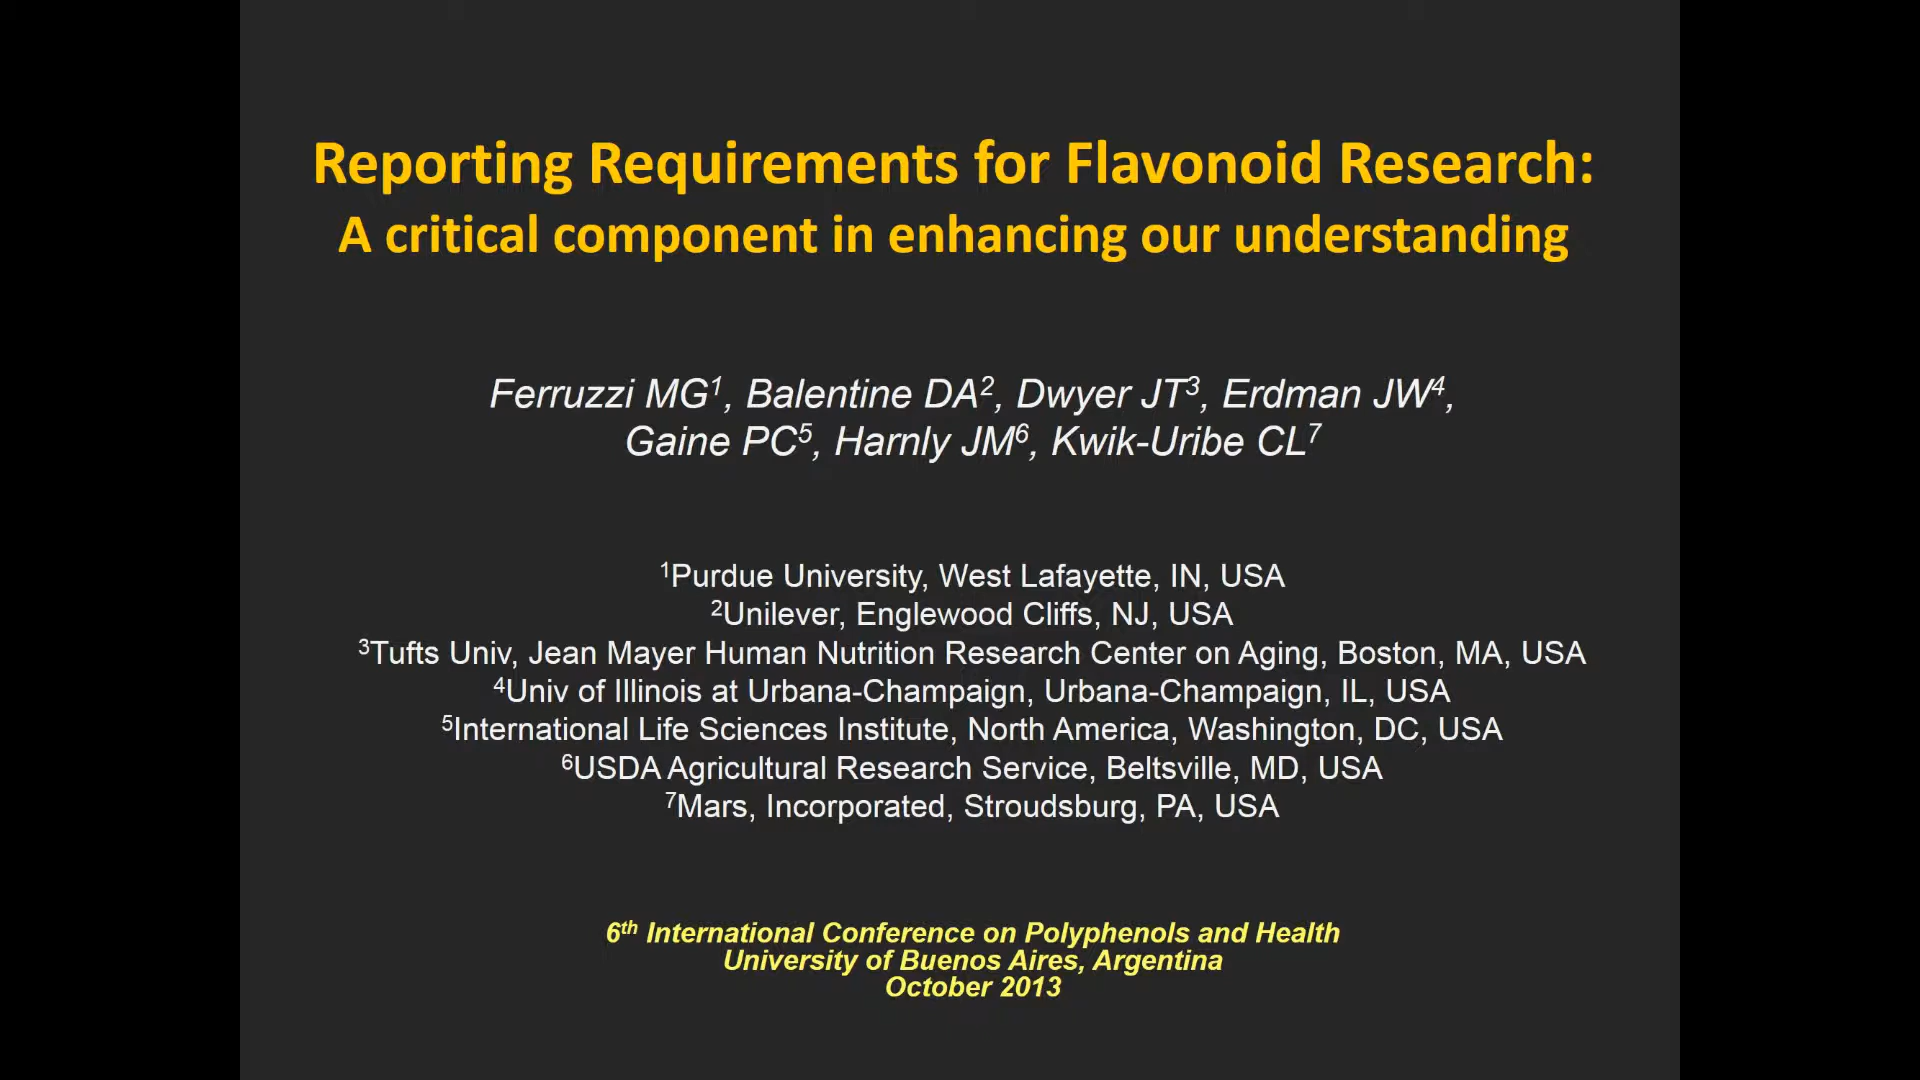 Reporting Requirements for Flavonoid Research:
A critical component in enhancing our understanding
Ferruzzi MG¹, Balentine DA², Dwyer JT³, Erdman JW⁴,
Gaine PC⁵, Harnly JM⁶, Kwik-Uribe CL⁷
¹Purdue University, West Lafayette, IN, USA
²Unilever, Englewood Cliffs, NJ, USA
³Tufts Univ, Jean Mayer Human Nutrition Research Center on Aging, Boston, MA, USA
⁴Univ of Illinois at Urbana-Champaign, Urbana-Champaign, IL, USA
⁵International Life Sciences Institute, North America, Washington, DC, USA
⁶USDA Agricultural Research Service, Beltsville, MD, USA
⁷Mars, Incorporated, Stroudsburg, PA, USA
6th International Conference on Polyphenols and Health
University of Buenos Aires, Argentina
October 2013